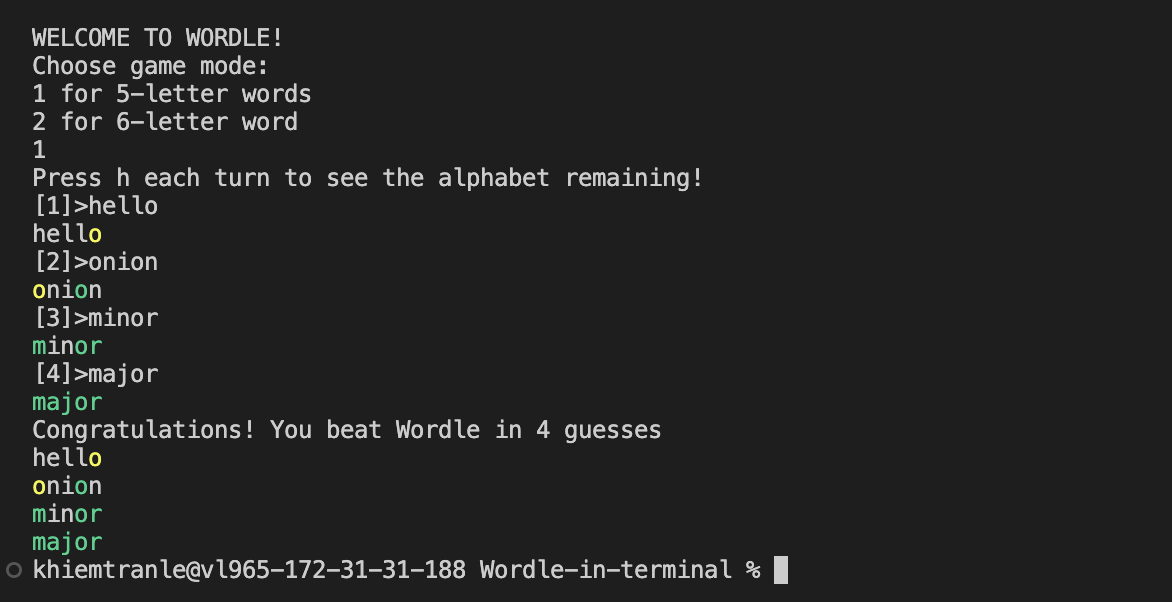 WELCOME TO WORDLE!
Choose game mode:
1 for 5-letter words
2 for 6-letter word
1
Press h each turn to see the alphabet remaining!
[1]>hello
hello
[2]>onion
onion
[3]>minor
minor
[4]>major
major
Congratulations! You beat Wordle in 4 guesses
hello
onion
minor
major
khiemtranle@vl965-172-31-31-188 Wordle-in-terminal %